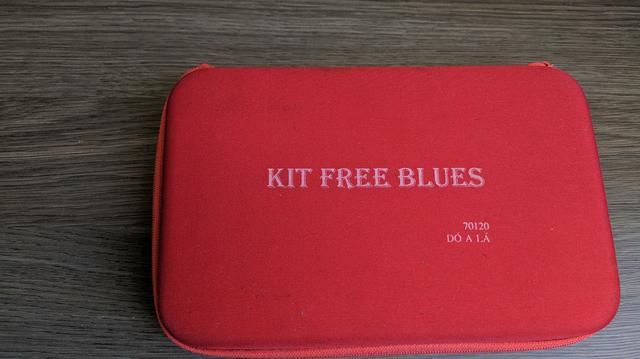 KIT FREE BLUES
70120
DÓ A LÁ